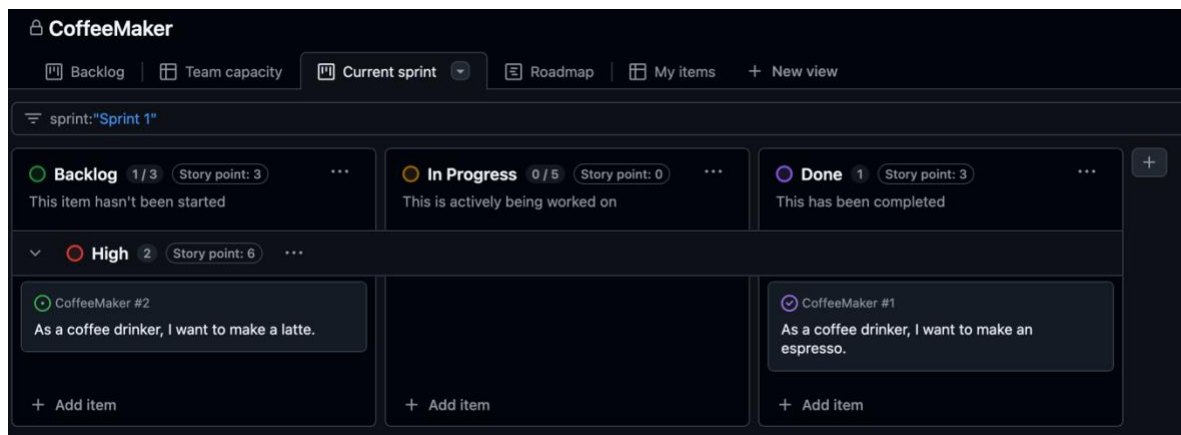 CoffeeMaker
Backlog Team capacity Current sprint Roadmap My items + New view
sprint:"Sprint 1"
Backlog 1 / 3 Story point: 3 ...
This item hasn't been started
In Progress 0 / 5 Story point: 0 ...
This is actively being worked on
Done 1 Story point: 3 ...
This has been completed
+
High 2 Story point: 6 ...
CoffeeMaker #2
As a coffee drinker, I want to make a latte.
+ Add item
+ Add item
CoffeeMaker #1
As a coffee drinker, I want to make an
espresso.
+ Add item